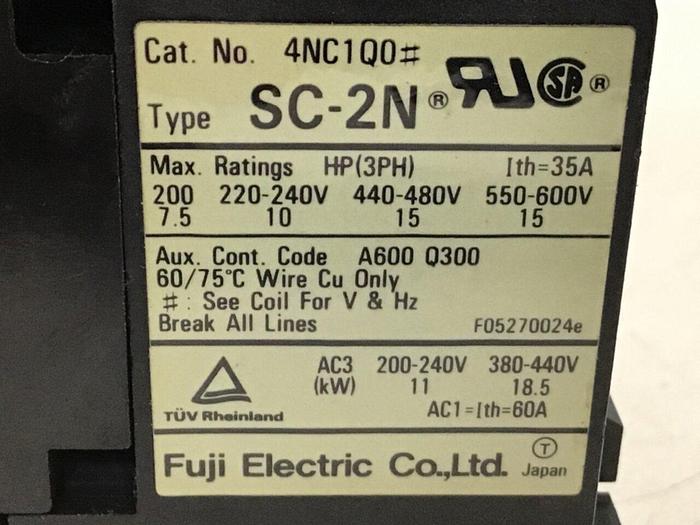 Cat. No. 4NC1Q0#
Type SC-2N ® RU SA ®
Max. Ratings HP(3PH) Ith=35A
200 220-240V 440-480V 550-600V
7.5 10 15 15
Aux. Cont. Code A600 Q300
60/75°C Wire Cu Only
# : See Coil For V & Hz
Break All Lines F05270024e
AC3 200-240V 380-440V
(kW) 11 18.5
TÜV Rheinland AC1=Ith=60A
Fuji Electric Co.,Ltd. T Japan